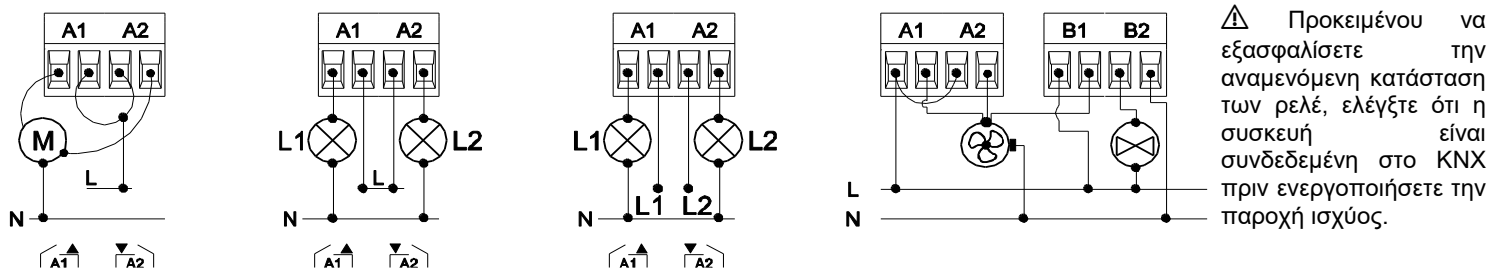 A1 A2
M
L
N
A1 A2
A1 A2
L1 L2
L
N
A1 A2
A1 A2
L1 L2
L1 L2
N
A1 A2
A1 A2 B1 B2
L
N
⚠ Προκειμένου να
εξασφαλίσετε την
αναμενόμενη κατάσταση
των ρελέ, ελέγξτε ότι η
συσκευή είναι
συνδεδεμένη στο KNX
πριν ενεργοποιήσετε την
παροχή ισχύος.